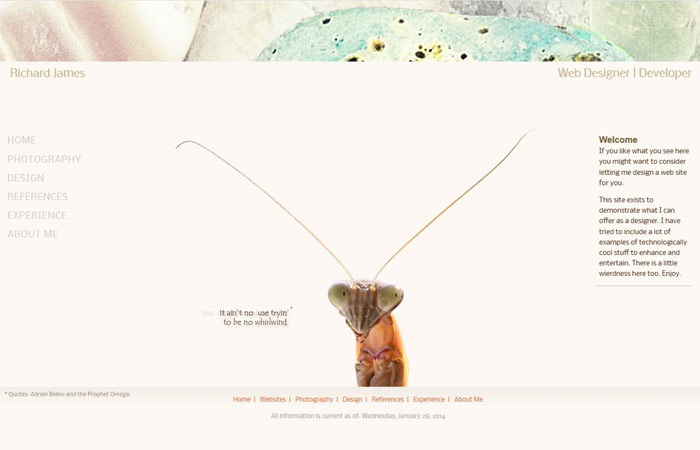 Richard James
Web Designer | Developer
HOME
PHOTOGRAPHY
DESIGN
REFERENCES
EXPERIENCE
ABOUT ME
Welcome
If you like what you see here
you might want to consider
letting me design a web site
for you.
This site exists to
demonstrate what I can
offer as a designer. I have
tried to include a lot of
examples of technologically
cool stuff to enhance and
entertain. There is a little
wierdness here too. Enjoy.
You it ain't no use tryin' *
to be no whirlwind.
* Quotes: Adrian Belew and the Prophet Omega.
Home | Websites | Photography | Design | References | Experience | About Me
All information is current as of: Wednesday, January 29, 2014